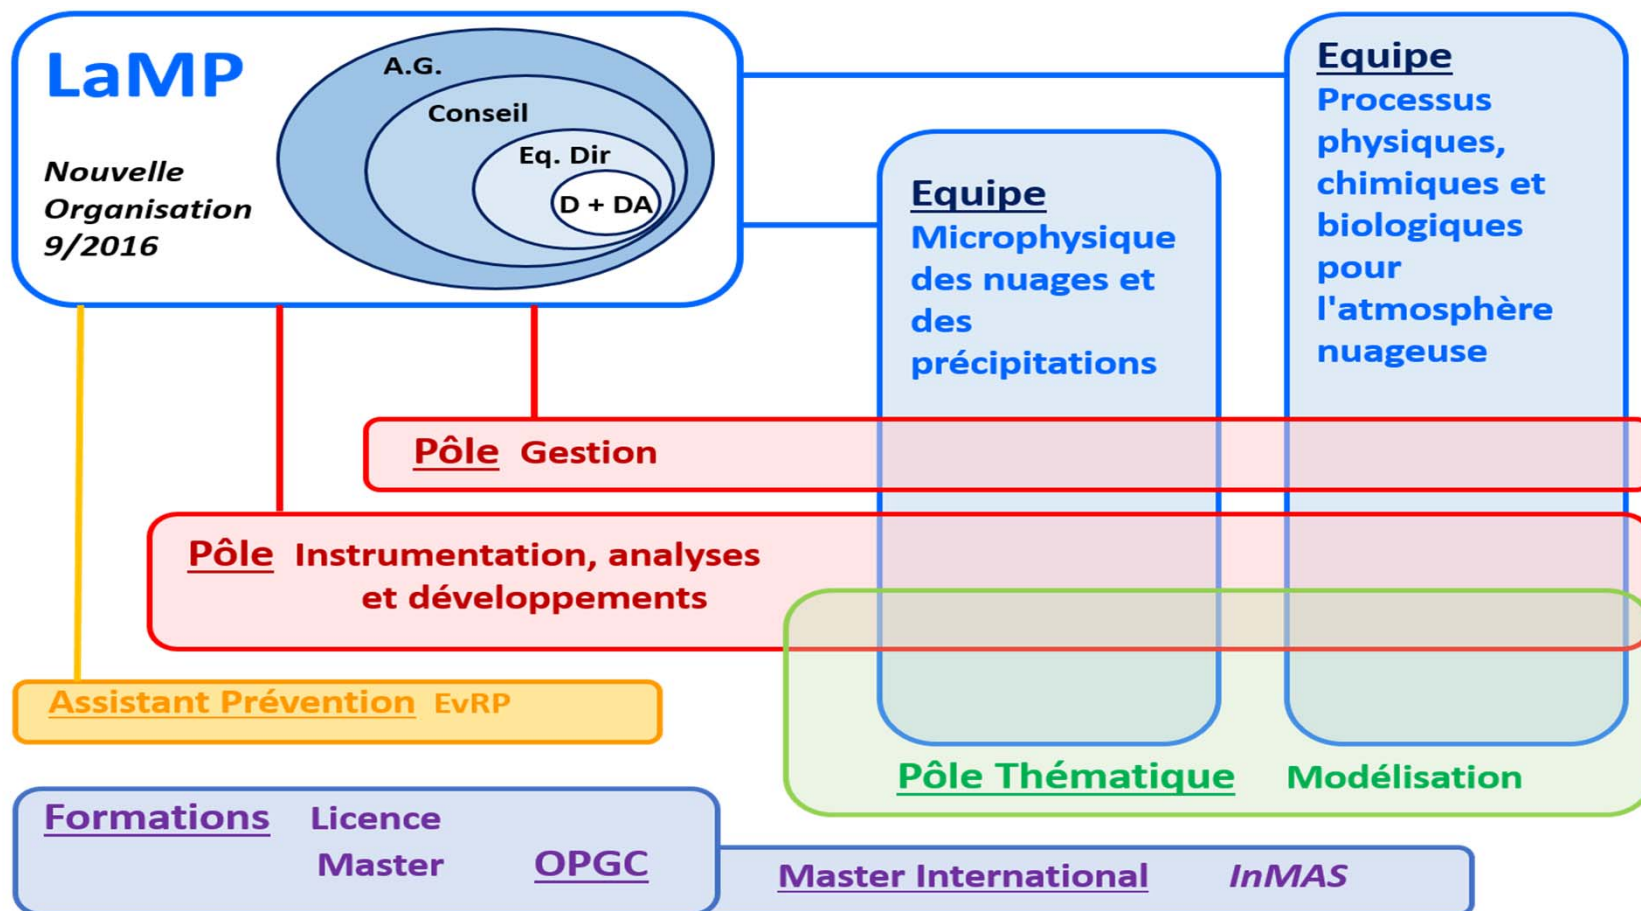 LaMP
Nouvelle
Organisation
9/2016
A.G.
Conseil
Eq. Dir
D + DA
Equipe
Microphysique
des nuages et
des
précipitations
Equipe
Processus
physiques,
chimiques et
biologiques
pour
l'atmosphère
nuageuse
Pôle Gestion
Pôle Instrumentation, analyses
et développements
Assistant Prévention EvRP
Pôle Thématique Modélisation
Formations Licence
Master OPGC
Master International InMAS